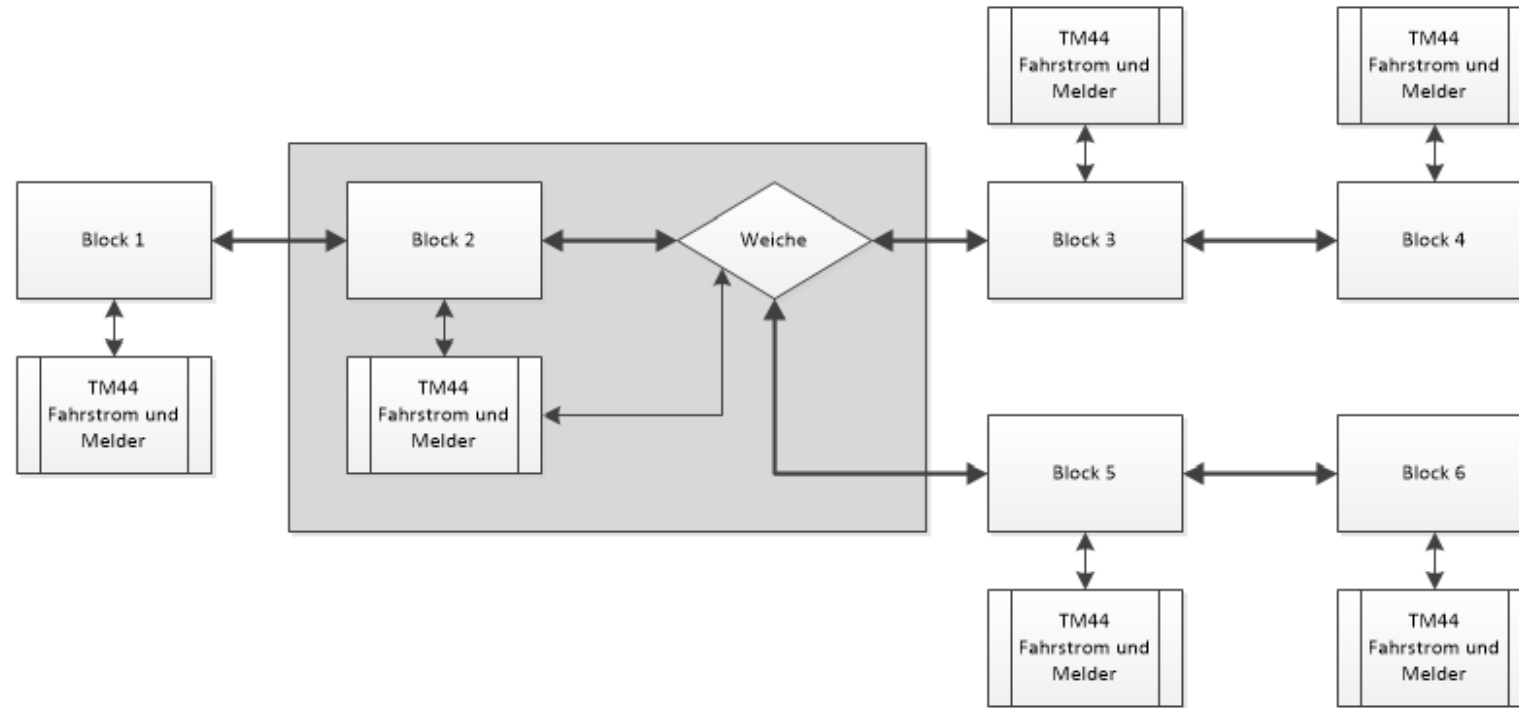 TM44
Fahrstrom und
Melder
TM44
Fahrstrom und
Melder
Block 1
Block 2
Weiche
Block 3
Block 4
TM44
Fahrstrom und
Melder
TM44
Fahrstrom und
Melder
Block 5
Block 6
TM44
Fahrstrom und
Melder
TM44
Fahrstrom und
Melder